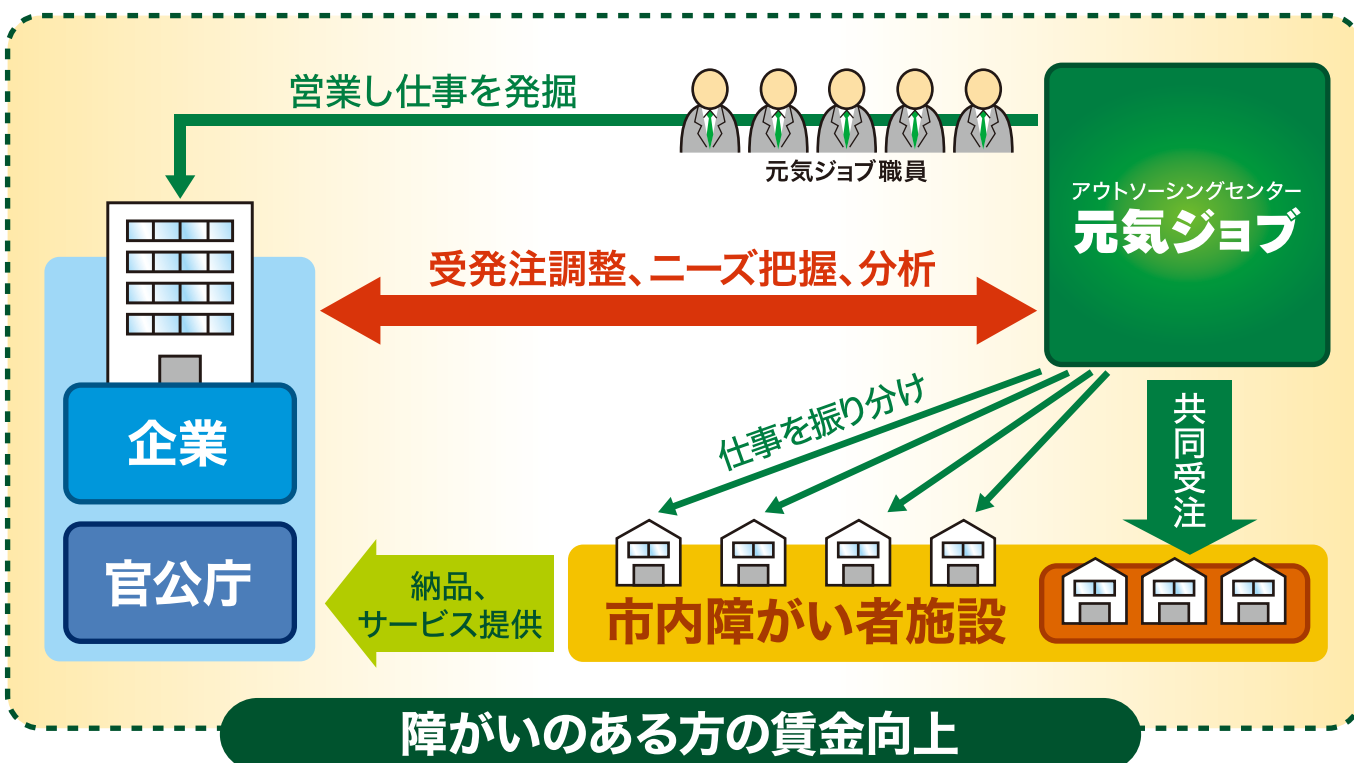 営業し仕事を発掘
元気ジョブ職員
アウトソーシングセンター
元気ジョブ
受発注調整、ニーズ把握、分析
仕事を振り分け
共同受注
企業
官公庁
納品、
サービス提供
市内障がい者施設
障がいのある方の賃金向上